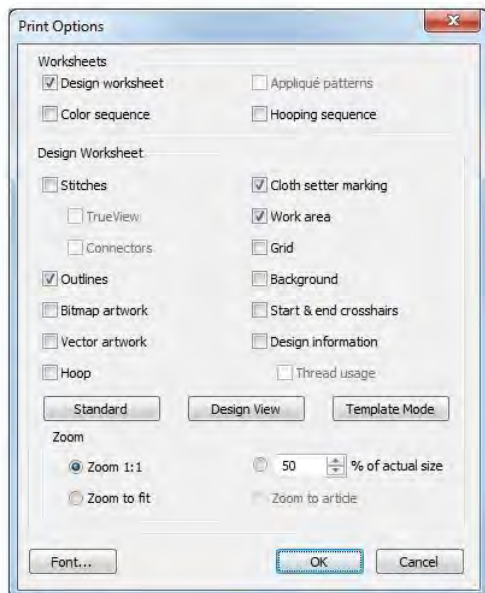 Print Options
Worksheets
Design worksheet
Appliqué patterns
Color sequence
Hooping sequence
Design Worksheet
Stitches
Cloth setter marking
TrueView
Work area
Connectors
Grid
Outlines
Background
Bitmap artwork
Start & end crosshairs
Vector artwork
Design information
Hoop
Thread usage
Standard
Design View
Template Mode
Zoom
Zoom 1:1
50 % of actual size
Zoom to fit
Zoom to article
Font...
OK
Cancel